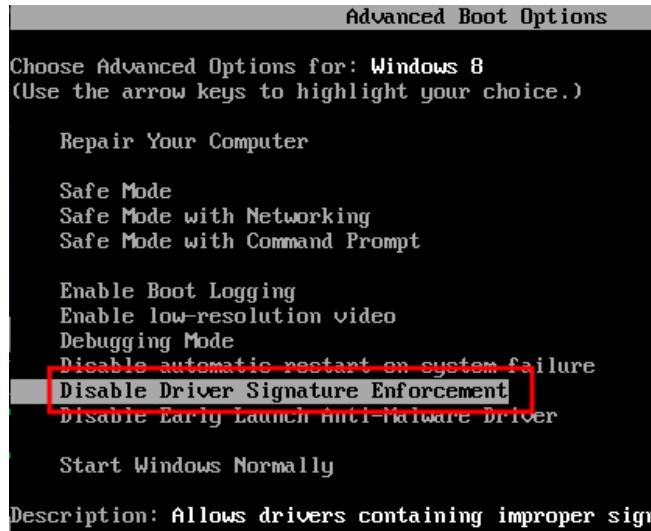 Advanced Boot Options
Choose Advanced Options for: Windows 8
(Use the arrow keys to highlight your choice.)
Repair Your Computer
Safe Mode
Safe Mode with Networking
Safe Mode with Command Prompt
Enable Boot Logging
Enable low-resolution video
Debugging Mode
Disable automatic restart on system failure
Disable Driver Signature Enforcement
Disable Early Launch Anti-Malware Driver
Start Windows Normally
Description: Allows drivers containing improper